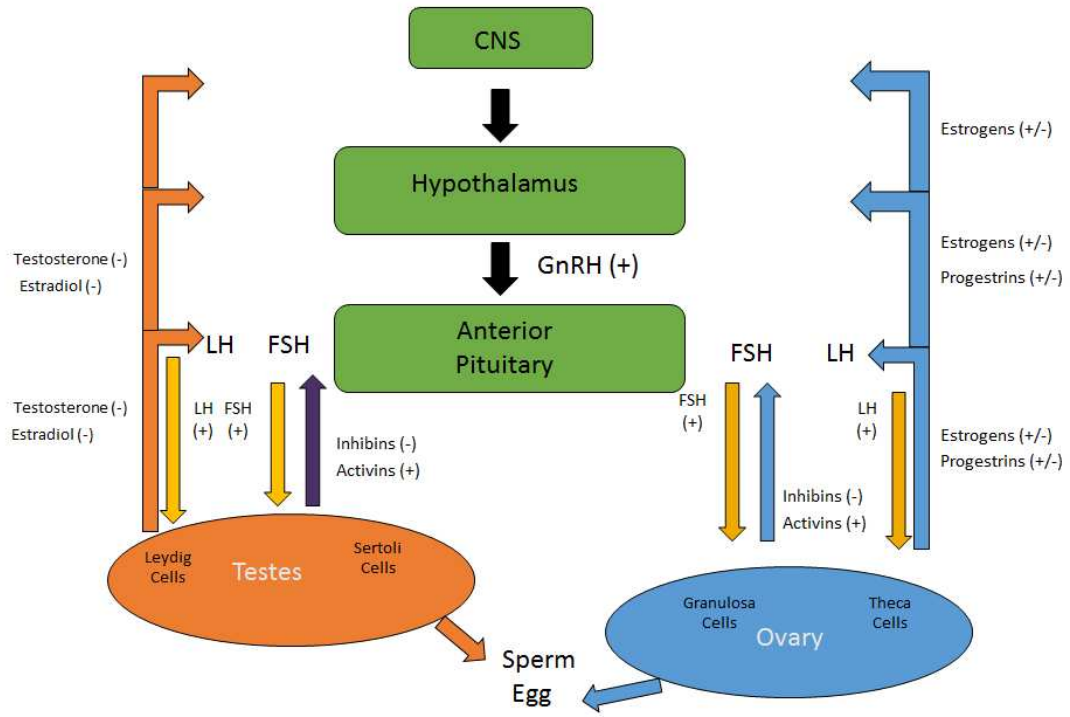 CNS
Estrogens (+/-)
Hypothalamus
Testosterone (-)
Estradiol (-)
GnRH (+)
Estrogens (+/-)
Progestrins (+/-)
Anterior
Pituitary
LH
FSH
FSH
LH
Testosterone (-)
Estradiol (-)
LH
(+)
FSH
(+)
Inhibins (-)
Activins (+)
FSH
(+)
Inhibins (-)
Activins (+)
LH
(+)
Estrogens (+/-)
Progestrins (+/-)
Leydig
Cells
Testes
Sertoli
Cells
Granulosa
Cells
Ovary
Theca
Cells
Sperm
Egg